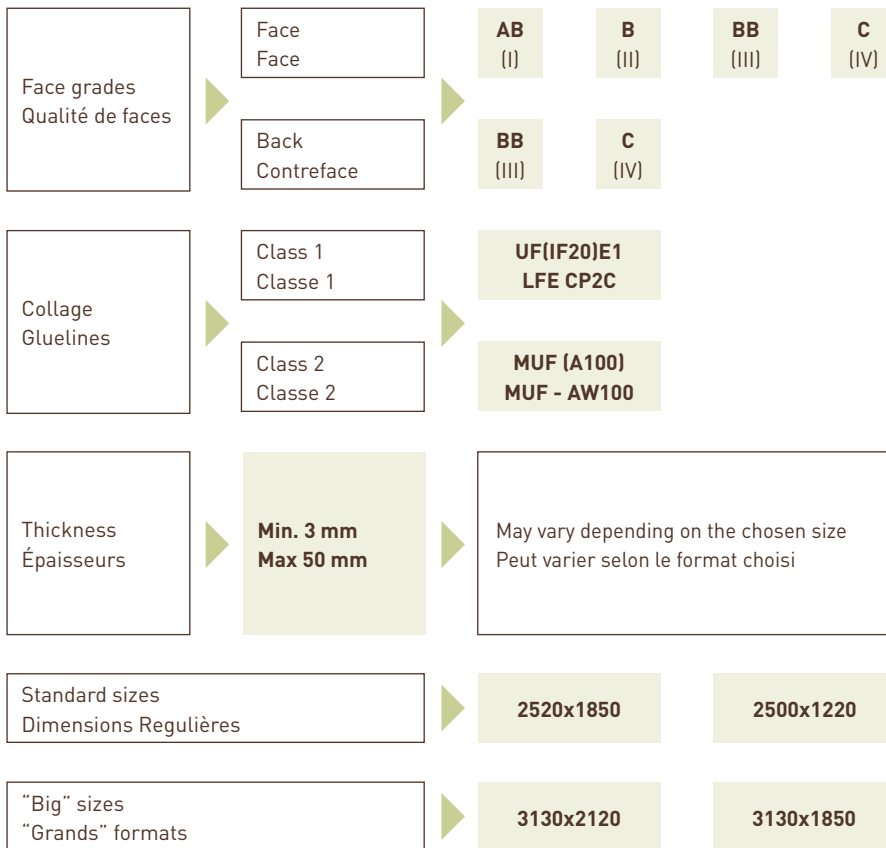 Face grades
Qualité de faces
Face
Face
AB
(I)
B
(II)
BB
(III)
C
(IV)
Back
Contreface
BB
(III)
C
(IV)
Collage
Gluelines
Class 1
Classe 1
UF(IF20)E1
LFE CP2C
Class 2
Classe 2
MUF (A100)
MUF - AW100
Thickness
Épaisseurs
Min. 3 mm
Max 50 mm
May vary depending on the chosen size
Peut varier selon le format choisi
Standard sizes
Dimensions Regulières
2520x1850
2500x1220
“Big” sizes
“Grands” formats
3130x2120
3130x1850